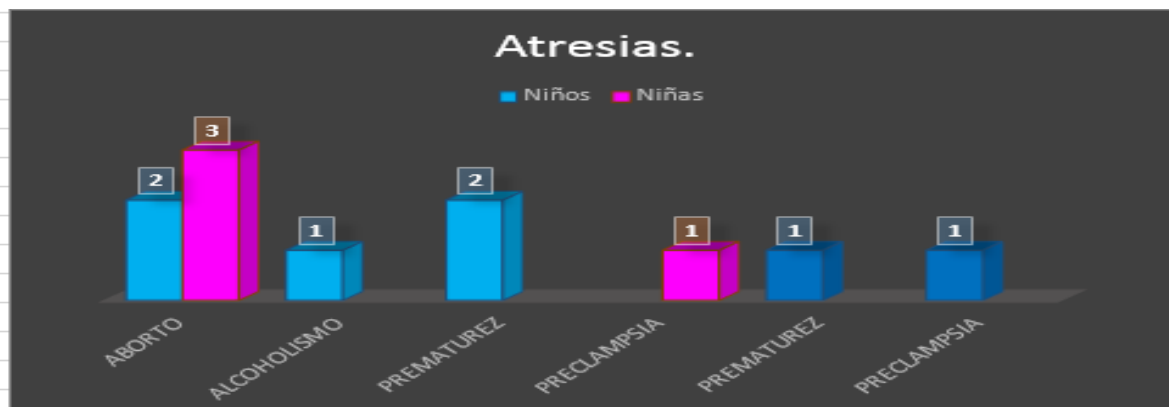 Atresias.
Niños Niñas
3
2 2
1 1 1 1
ABORTO ALCOHOLISMO PREMATUREZ PRECLAMPSIA PREMATUREZ PRECLAMPSIA